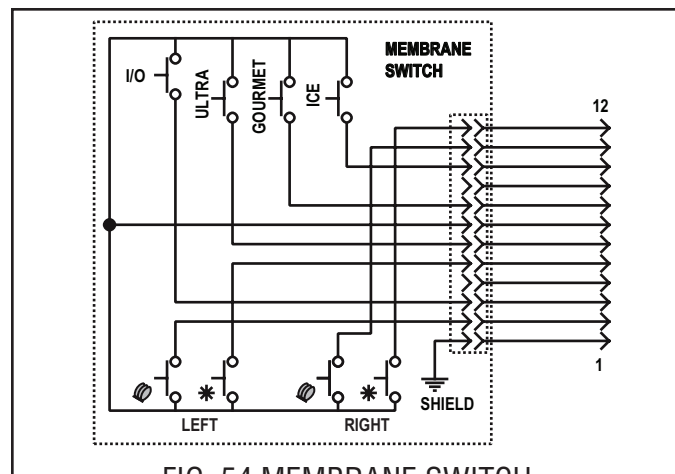 MEMBRANE
SWITCH
I/O
ULTRA
GOURMET
ICE
12
1
SHIELD
LEFT
RIGHT
FIG. 54 MEMBRANE SWITCH